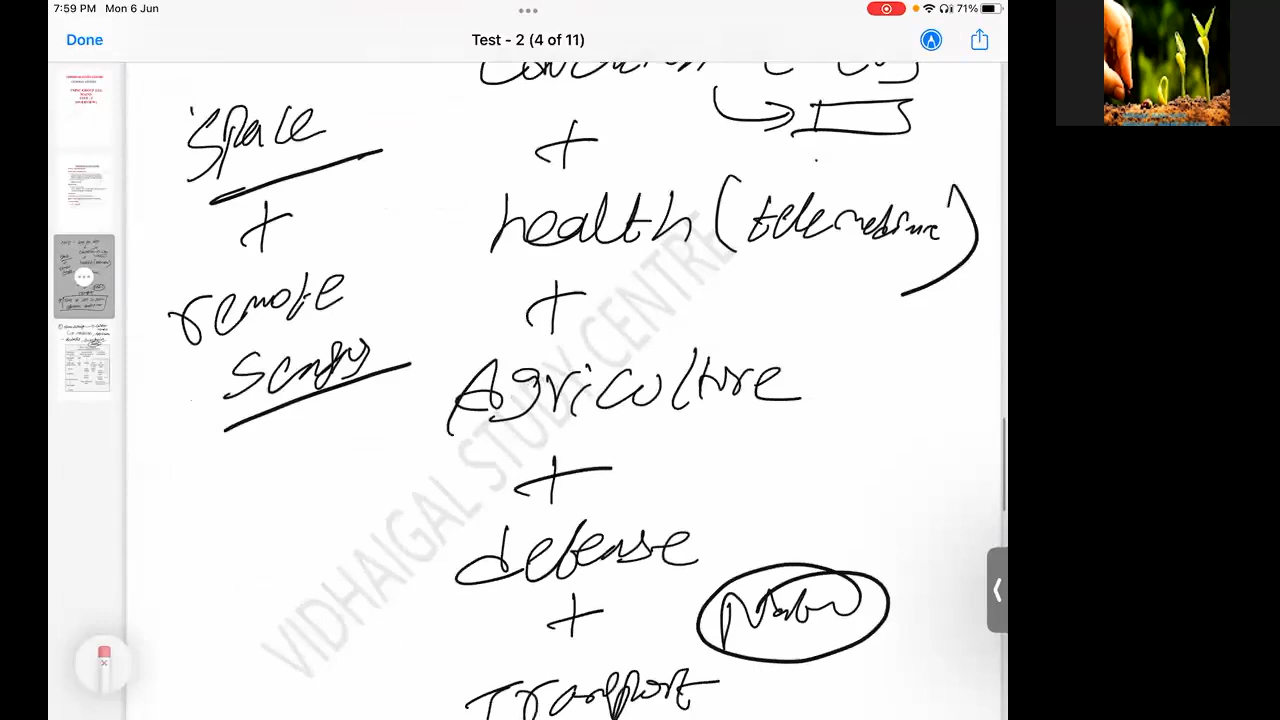 7:59 PM Mon 6 Jun
71%
Done
Test - 2 (4 of 11)
space
+
remote
+
health (telemedicine)
+
Agriculture
+
defense
+
Transport
VIDHAIGAL STUDY CENTRE